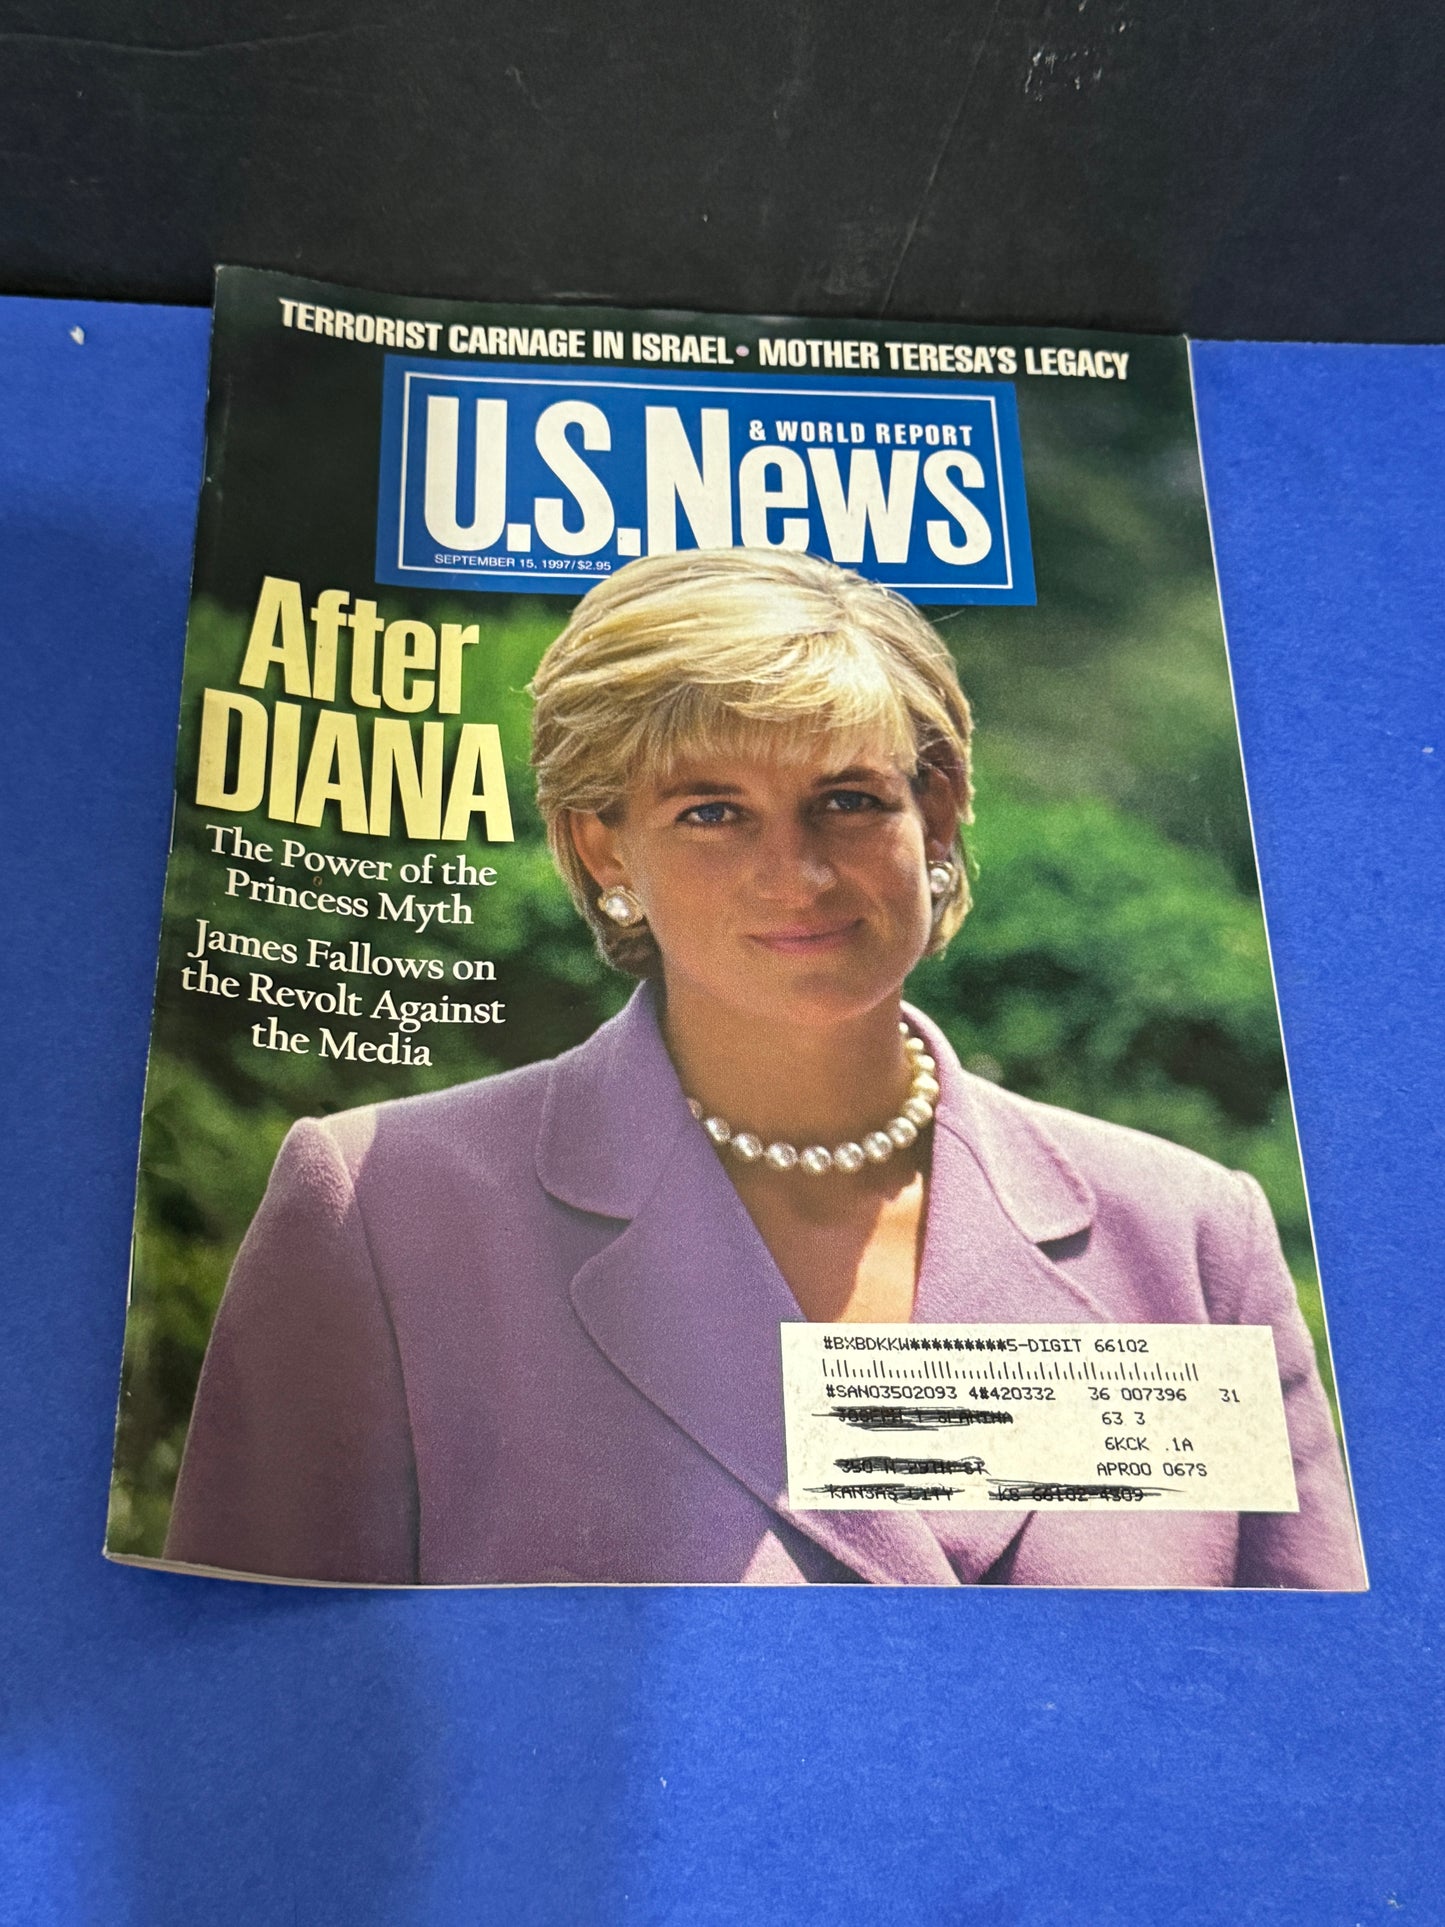 TERRORIST CARNAGE IN ISRAEL • MOTHER TERESA'S LEGACY
U.S.News
& WORLD REPORT
SEPTEMBER 15, 1997/$2.95
After
DIANA
The Power of the
Princess Myth
James Fallows on
the Revolt Against
the Media
#BXBDKKW*********5-DIGIT 66102
#SAN03502093 4#420332 36 007396 31
63 3
6KCK .1A
APR00 067S